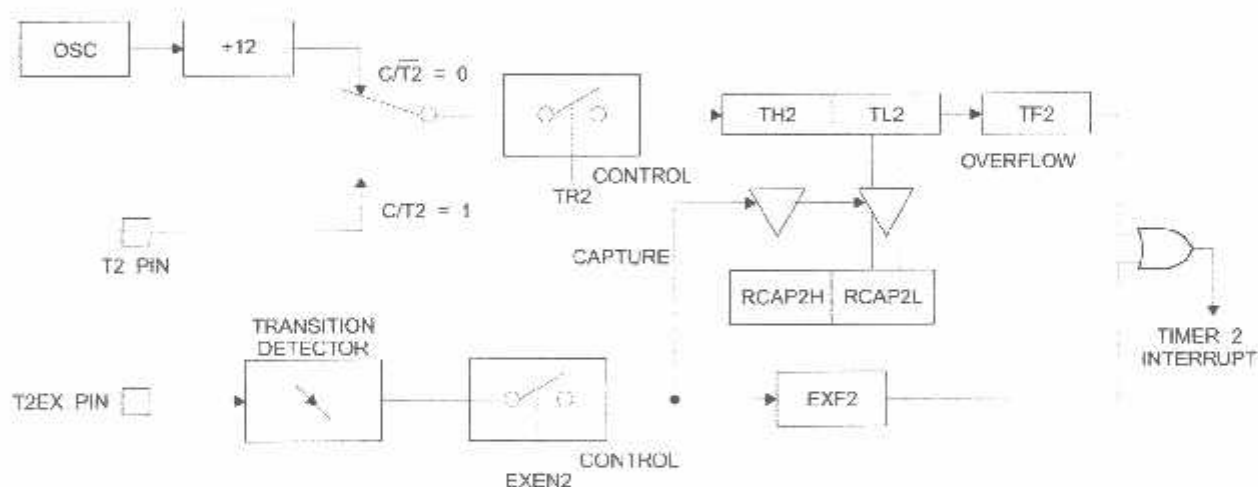 OSC
÷12
C/T̅2̅ = 0
TH2
TL2
TF2
OVERFLOW
CONTROL
TR2
C/T2 = 1
T2 PIN
CAPTURE
RCAP2H
RCAP2L
TRANSITION
DETECTOR
TIMER 2
INTERRUPT
T2EX PIN
EXF2
CONTROL
EXEN2